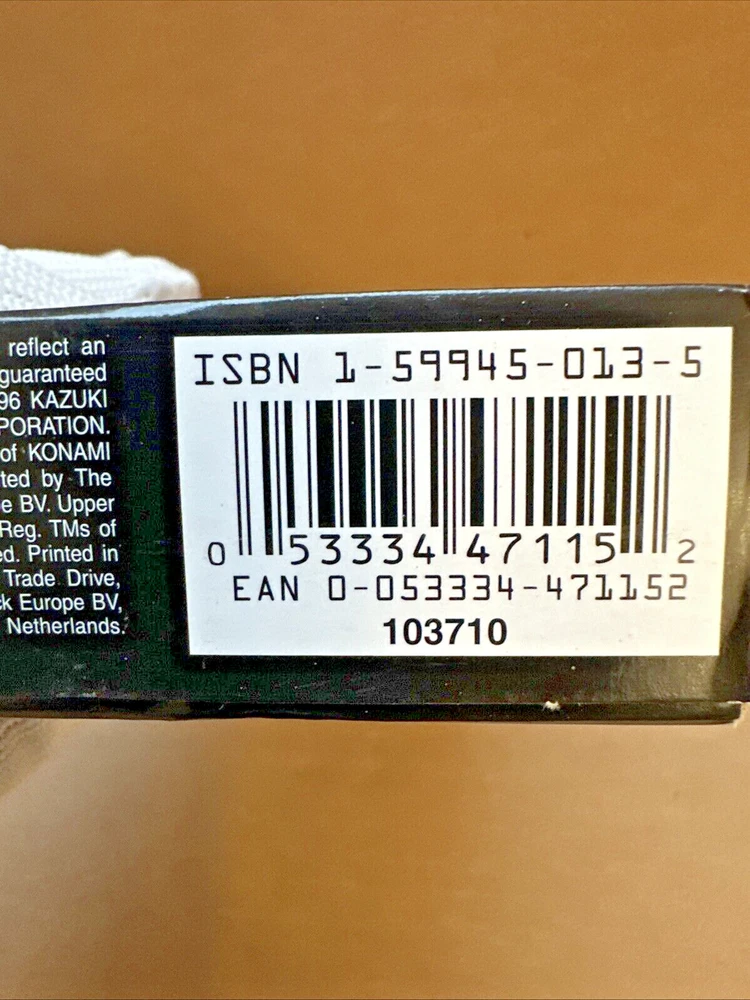 reflect an
guaranteed
96 KAZUKI
PORATION.
of KONAMI
ted by The
e BV. Upper
Reg. TMs of
ed. Printed in
Trade Drive,
ck Europe BV,
Netherlands.
ISBN 1-59945-013-5
0 53334 47115 2
EAN 0-053334-471152
103710